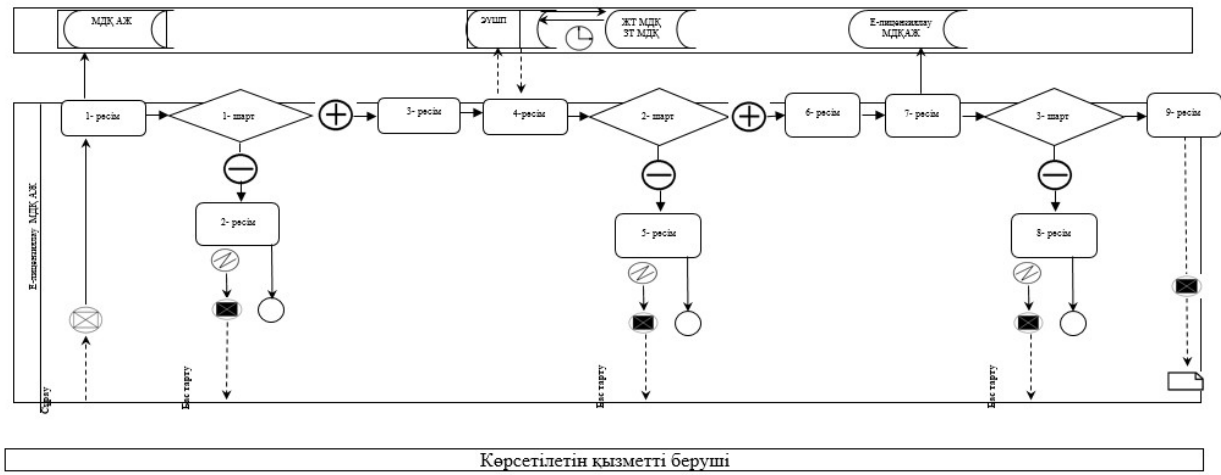 МДҚ АЖ
ЭҮШП
ЖТ МДҚ
ЗТ МДҚ
Е-лицензиялау
МДҚАЖ
1- рәсім
1- шарт
3- рәсім
4-рәсім
2- шарт
6- рәсім
7- рәсім
3- шарт
9- рәсім
2- рәсім
5- рәсім
8- рәсім
Е-лицензиялау МДҚ АЖ
Сұрау
Бас тарту
Бас тарту
Бас тарту
Көрсетілетін қызметті беруші